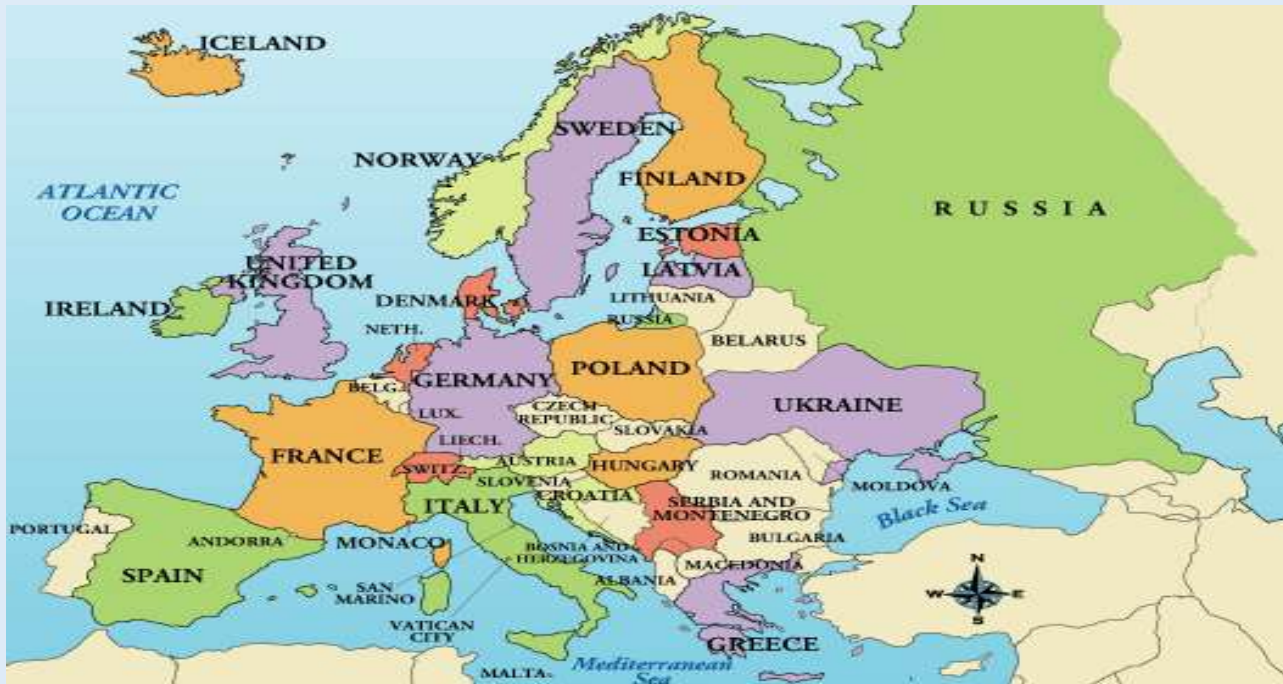 ICELAND
SWEDEN
NORWAY
FINLAND
ATLANTIC
OCEAN
RUSSIA
ESTONIA
UNITED
KINGDOM
LATVIA
IRELAND
DENMARK
LITHUANIA
RUSSIA
NETH.
BELARUS
POLAND
GERMANY
BELG.
UKRAINE
LUX.
CZECH
REPUBLIC
SLOVAKIA
LIECH.
FRANCE
AUSTRIA
HUNGARY
SWITZ.
ROMANIA
SLOVENIA
MOLDOVA
CROATIA
ITALY
SERBIA AND
MONTENEGRO
Black Sea
PORTUGAL
ANDORRA
MONACO
BULGARIA
BOSNIA AND
HERZEGOVINA
MACEDONIA
SPAIN
ALBANIA
SAN
MARINO
VATICAN
CITY
GREECE
Mediterranean
Sea
MALTA
N
W
E
S